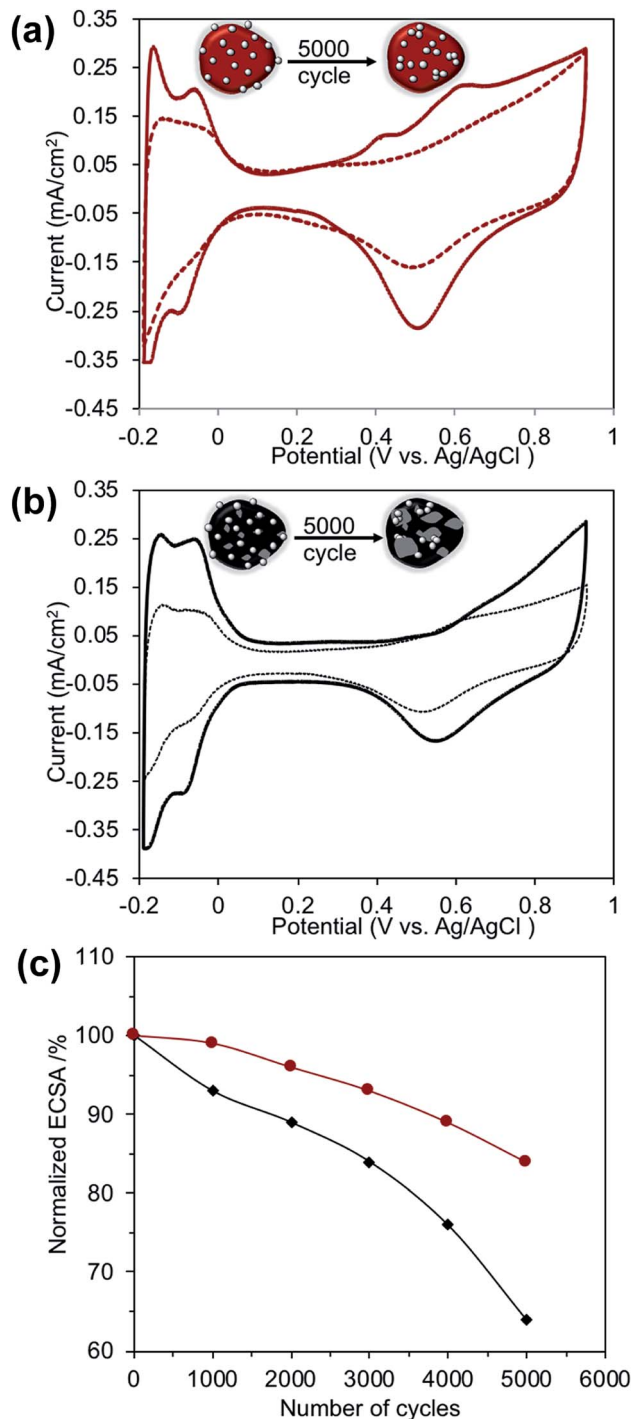 (a)
5000
cycle
0.35
0.25
0.15
0.05
-0.05
-0.15
-0.25
-0.35
-0.45
Current (mA/cm²)
-0.2 0 0.2 0.4 0.6 0.8 1
Potential (V vs. Ag/AgCl )
(b)
5000
cycle
0.35
0.25
0.15
0.05
-0.05
-0.15
-0.25
-0.35
-0.45
Current (mA/cm²)
-0.2 0 0.2 0.4 0.6 0.8 1
Potential (V vs. Ag/AgCl )
(c)
110
100
90
80
70
60
Normalized ECSA /%
0 1000 2000 3000 4000 5000 6000
Number of cycles